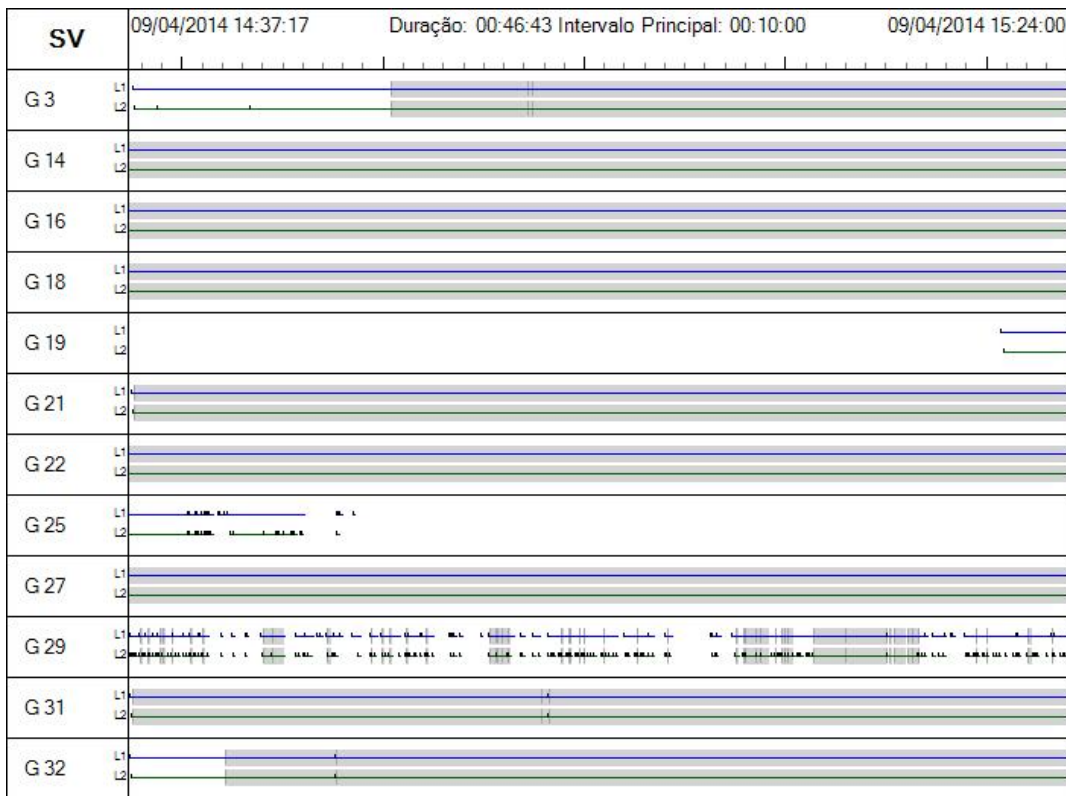 SV 09/04/2014 14:37:17 Duração: 00:46:43 Intervalo Principal: 00:10:00 09/04/2014 15:24:00
G 3 L1
L2
G 14 L1
L2
G 16 L1
L2
G 18 L1
L2
G 19 L1
L2
G 21 L1
L2
G 22 L1
L2
G 25 L1
L2
G 27 L1
L2
G 29 L1
L2
G 31 L1
L2
G 32 L1
L2